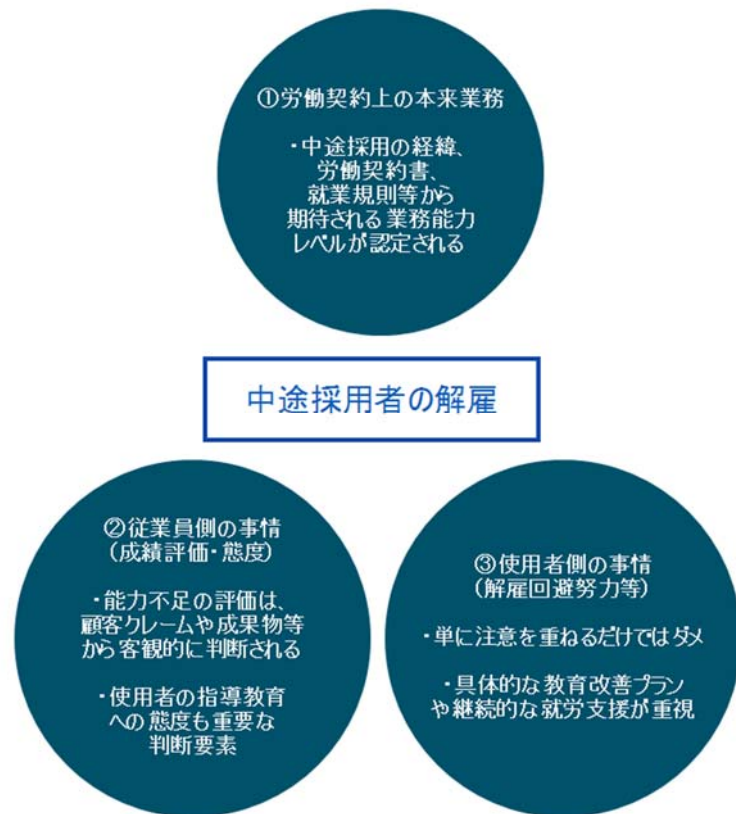 ①労働契約上の本来業務
・中途採用の経緯、
労働契約書、
就業規則等から
期待される業務能力
レベルが認定される
中途採用者の解雇
②従業員側の事情
(成績評価・態度)
・能力不足の評価は、
顧客クレームや成果物等
から客観的に判断される
・使用者の指導教育
への態度も重要な
判断要素
③使用者側の事情
(解雇回避努力等)
・単に注意を重ねるだけではダメ
・具体的な教育改善プラン
や継続的な就労支援が重視